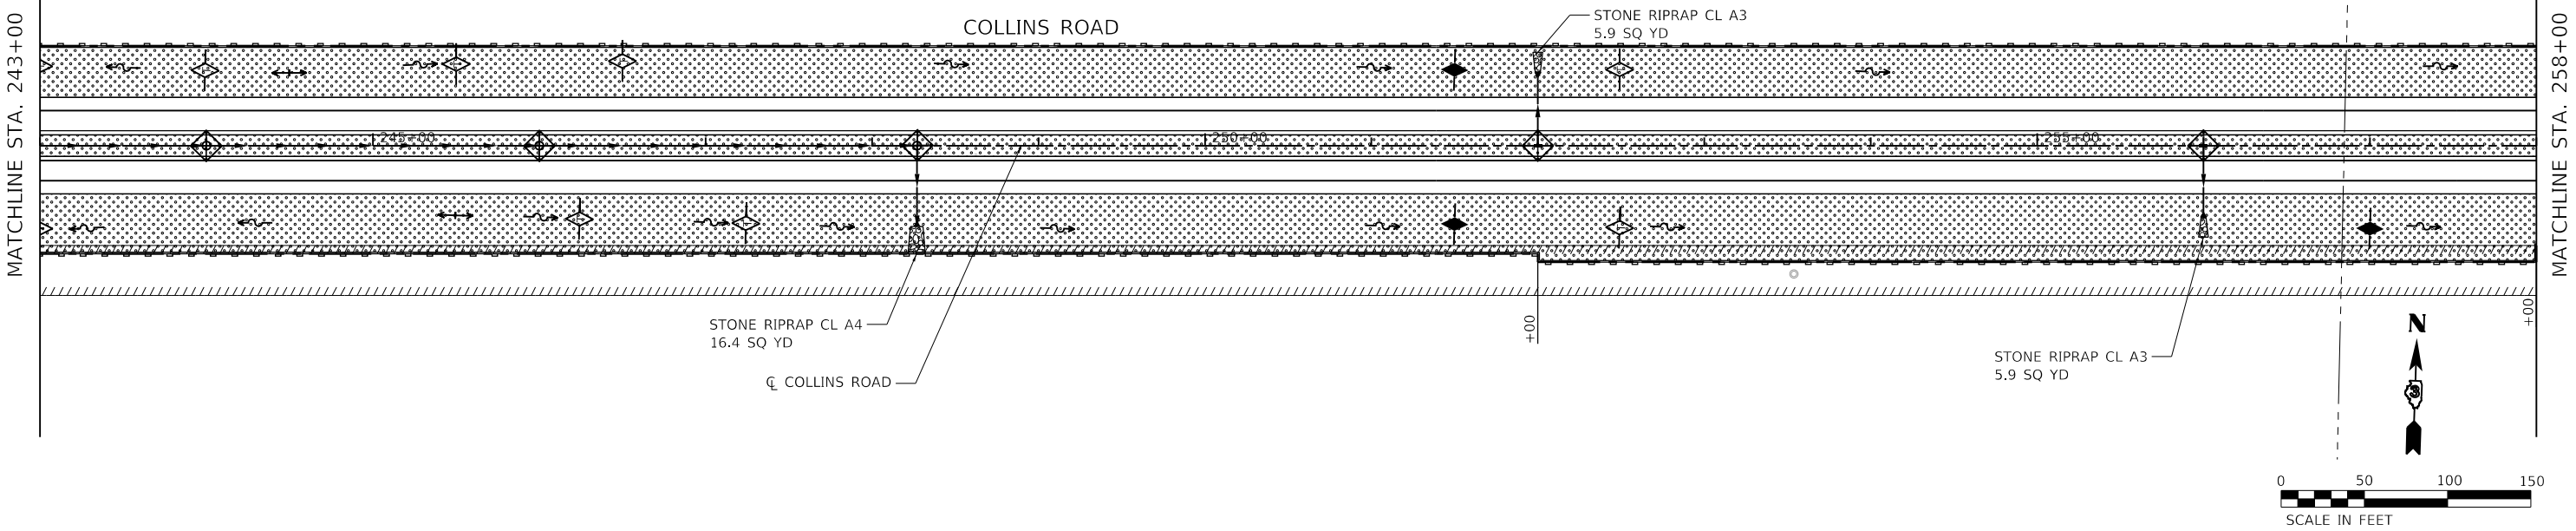 COLLINS ROAD
STONE RIPRAP CL A3
5.9 SQ YD
MATCHLINE STA. 243+00
MATCHLINE STA. 258+00
245+00
250+00
255+00
STONE RIPRAP CL A4
16.4 SQ YD
℄ COLLINS ROAD
+00
STONE RIPRAP CL A3
5.9 SQ YD
+00
N
3
0 50 100 150
SCALE IN FEET